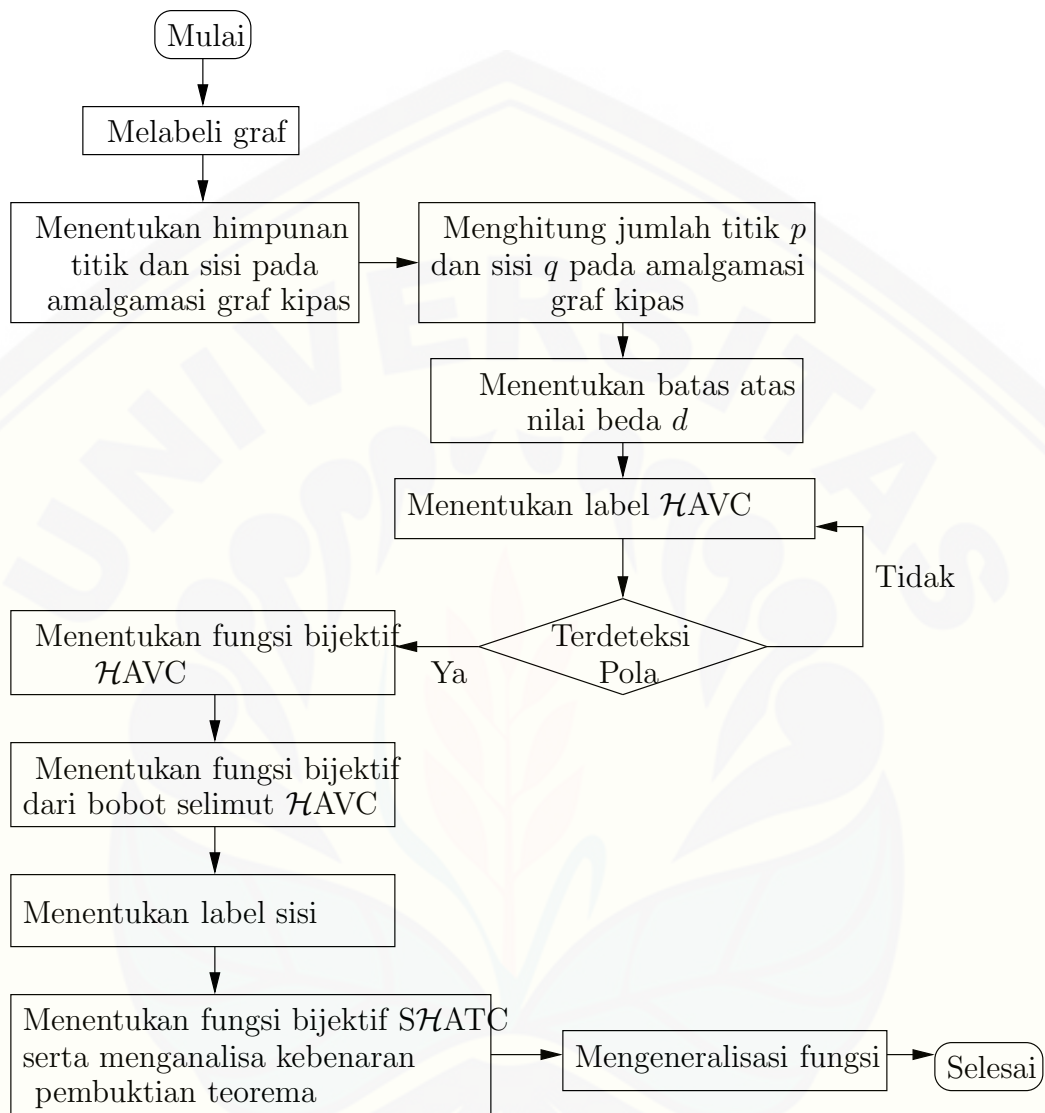 Mulai
Melabeli graf
Menentukan himpunan
titik dan sisi pada
amalgamasi graf kipas
Menghitung jumlah titik p
dan sisi q pada amalgamasi
graf kipas
Menentukan batas atas
nilai beda d
Menentukan label ℋAVC
Tidak
Terdeteksi
Pola
Ya
Menentukan fungsi bijektif
ℋAVC
Menentukan fungsi bijektif
dari bobot selimut ℋAVC
Menentukan label sisi
Menentukan fungsi bijektif SℋATC
serta menganalisa kebenaran
pembuktian teorema
Mengeneralisasi fungsi
Selesai
UNIVERSITAS